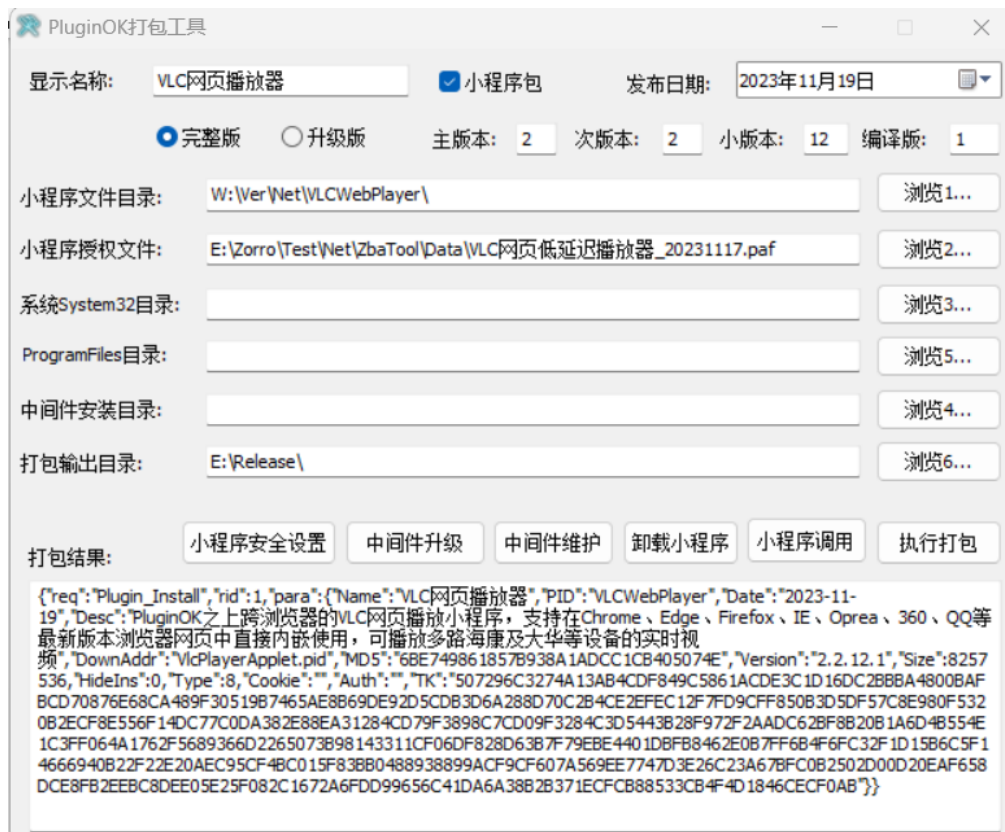 PluginOK打包工具
显示名称: VLC网页播放器 小程序包 发布日期: 2023年11月19日
完整版 升级版 主版本: 2 次版本: 2 小版本: 12 编译版: 1
小程序文件目录: W:\Ver\Net\VLCWebPlayer\ 浏览1...
小程序授权文件: E:\Zorro\Test\Net\ZbaTool\Data\VLC网页低延迟播放器_20231117.paf 浏览2...
系统System32目录: 浏览3...
ProgramFiles目录: 浏览5...
中间件安装目录: 浏览4...
打包输出目录: E:\Release\ 浏览6...
打包结果: 小程序安全设置 中间件升级 中间件维护 卸载小程序 小程序调用 执行打包
{"req":"Plugin_Install","rid":1,"para":{"Name":"VLC网页播放器","PID":"VLCWebPlayer","Date":"2023-11-
19","Desc":"PluginOK之上跨浏览器的VLC网页播放小程序，支持在Chrome、Edge、Firefox、IE、Oprea、360、QQ等
最新版本浏览器网页中直接内嵌使用，可播放多路海康及大华等设备的实时视
频","DownAddr":"VlcPlayerApplet.pid","MD5":"6BE749861857B938A1ADCC1CB405074E","Version":"2.2.12.1","Size":8257
536,"HideIns":0,"Type":8,"Cookie":"","Auth":"","TK":"507296C3274A13AB4CDF849C5861ACDE3C1D16DC2BBBA4800BAF
BCD70876E68CA489F30519B7465AE8B69DE92D5CDB3D6A288D70C2B4CE2EFEC12F7FD9CFF850B3D5DF57C8E980F532
0B2ECF8E556F14DC77C0DA382E88EA31284CD79F3898C7CD09F3284C3D5443B28F972F2AADC62BF8B20B1A6D4B554E
1C3FF064A1762F5689366D2265073B98143311CF06DF828D63B7F79EBE4401DBFB8462E0B7FF6B4F6FC32F1D15B6C5F1
4666940B22F22E20AEC95CF4BC015F83BB0488938899ACF9CF607A569EE7747D3E26C23A67BFC0B2502D00D20EAF658
DCE8FB2EEBC8DEE05E25F082C1672A6FDD99656C41DA6A38B2B371ECFCB88533CB4F4D1846CECF0AB"}}